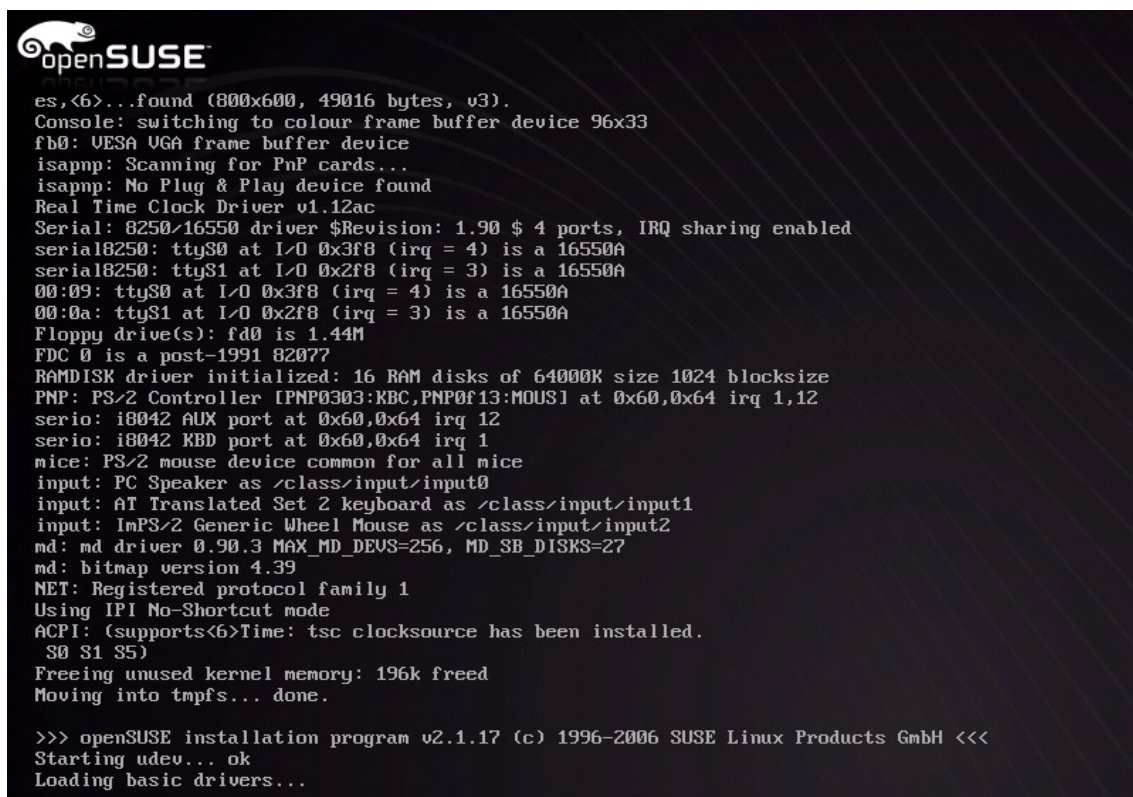 openSUSE
es,<6>...found (800x600, 49016 bytes, v3).
Console: switching to colour frame buffer device 96x33
fb0: VESA VGA frame buffer device
isapnp: Scanning for PnP cards...
isapnp: No Plug & Play device found
Real Time Clock Driver v1.12ac
Serial: 8250/16550 driver $Revision: 1.90 $ 4 ports, IRQ sharing enabled
serial8250: ttyS0 at I/O 0x3f8 (irq = 4) is a 16550A
serial8250: ttyS1 at I/O 0x2f8 (irq = 3) is a 16550A
00:09: ttyS0 at I/O 0x3f8 (irq = 4) is a 16550A
00:0a: ttyS1 at I/O 0x2f8 (irq = 3) is a 16550A
Floppy drive(s): fd0 is 1.44M
FDC 0 is a post-1991 82077
RAMDISK driver initialized: 16 RAM disks of 64000K size 1024 blocksize
PNP: PS/2 Controller [PNP0303:KBC,PNP0f13:MOUS] at 0x60,0x64 irq 1,12
serio: i8042 AUX port at 0x60,0x64 irq 12
serio: i8042 KBD port at 0x60,0x64 irq 1
mice: PS/2 mouse device common for all mice
input: PC Speaker as /class/input/input0
input: AT Translated Set 2 keyboard as /class/input/input1
input: ImPS/2 Generic Wheel Mouse as /class/input/input2
md: md driver 0.90.3 MAX_MD_DEVS=256, MD_SB_DISKS=27
md: bitmap version 4.39
NET: Registered protocol family 1
Using IPI No-Shortcut mode
ACPI: (supports<6>Time: tsc clocksource has been installed.
 S0 S1 S5)
Freeing unused kernel memory: 196k freed
Moving into tmpfs... done.
>>> openSUSE installation program v2.1.17 (c) 1996-2006 SUSE Linux Products GmbH <<<
Starting udev... ok
Loading basic drivers...